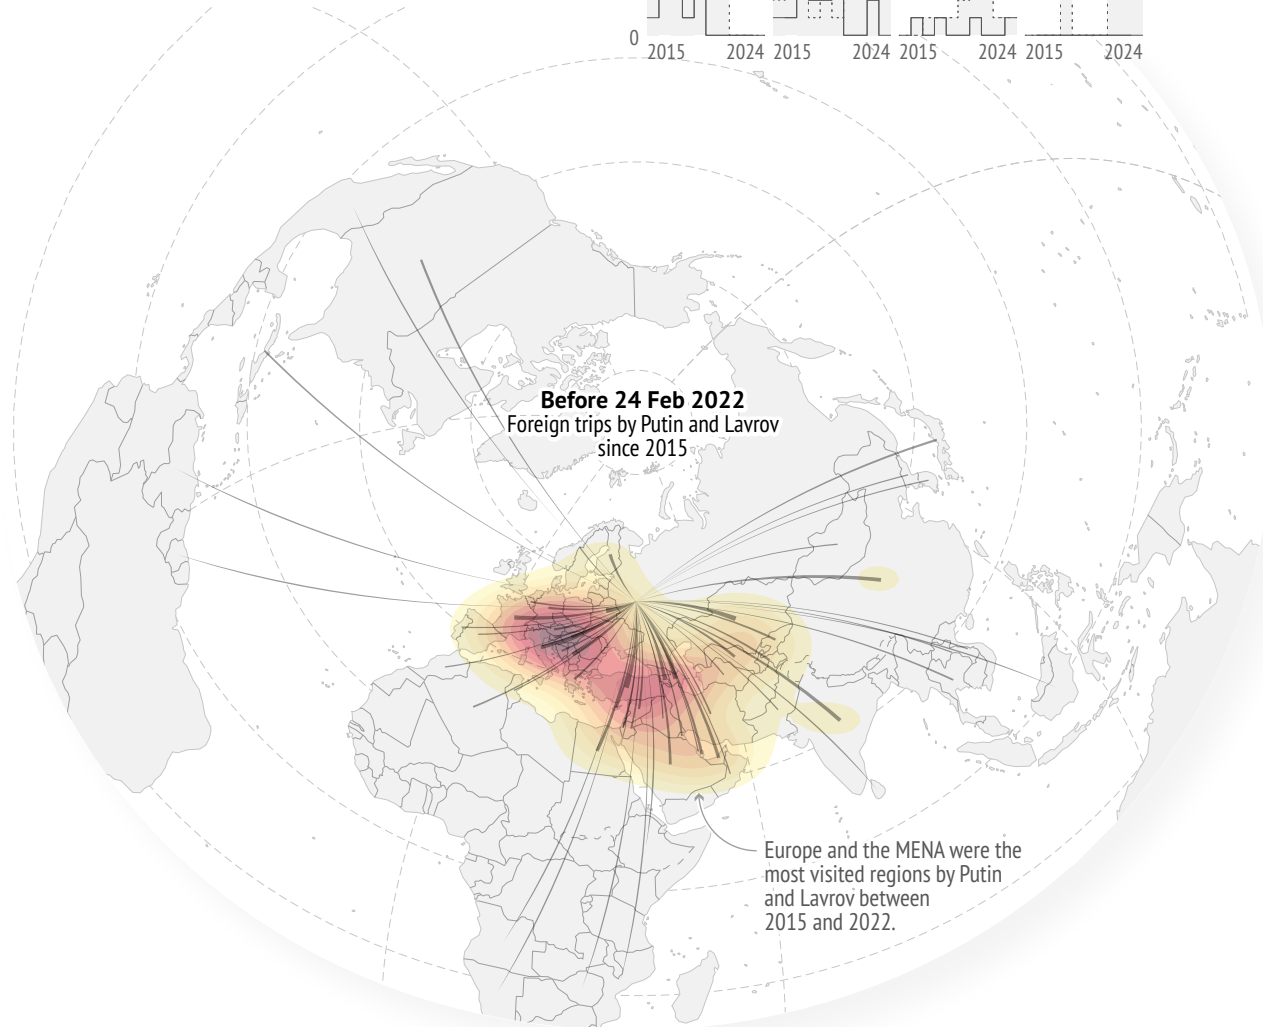 0
2015 2024 2015 2024 2015 2024 2015 2024
Before 24 Feb 2022
Foreign trips by Putin and Lavrov
since 2015
Europe and the MENA were the
most visited regions by Putin
and Lavrov between
2015 and 2022.